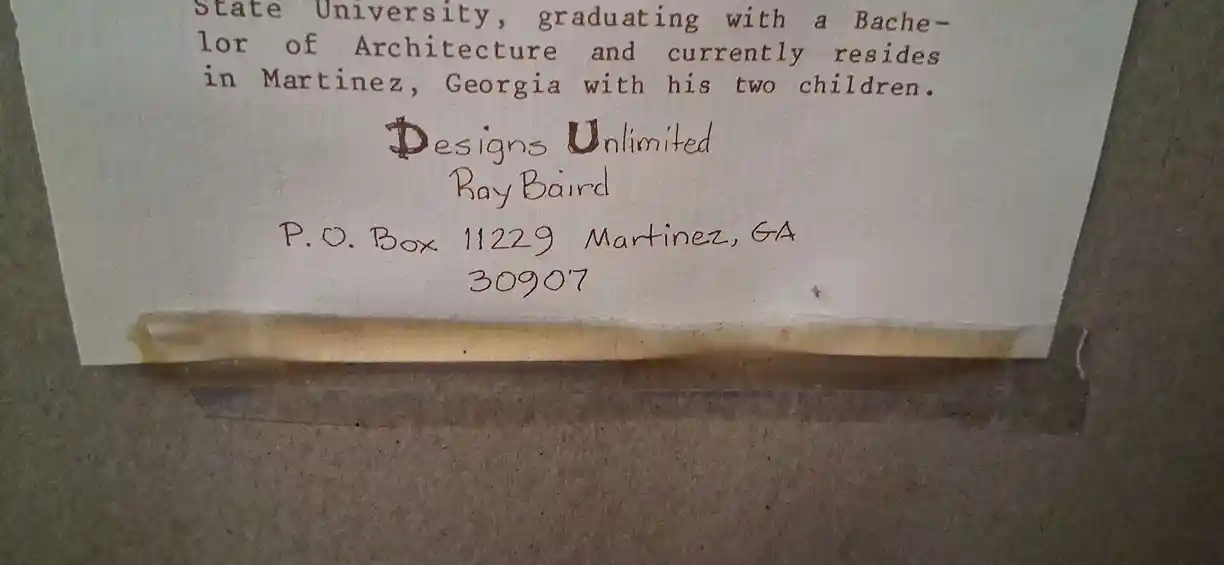 State University, graduating with a Bache-
lor of Architecture and currently resides
in Martinez, Georgia with his two children.
Designs Unlimited
Ray Baird
P.O. Box 11229 Martinez, GA
30907